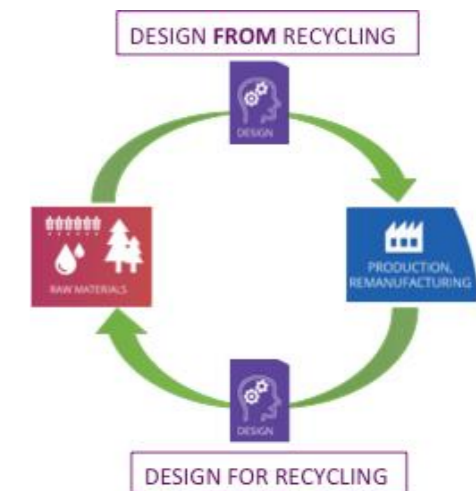 DESIGN FROM RECYCLING
DESIGN
RAW MATERIALS
PRODUCTION,
REMANUFACTURING
DESIGN
DESIGN FOR RECYCLING